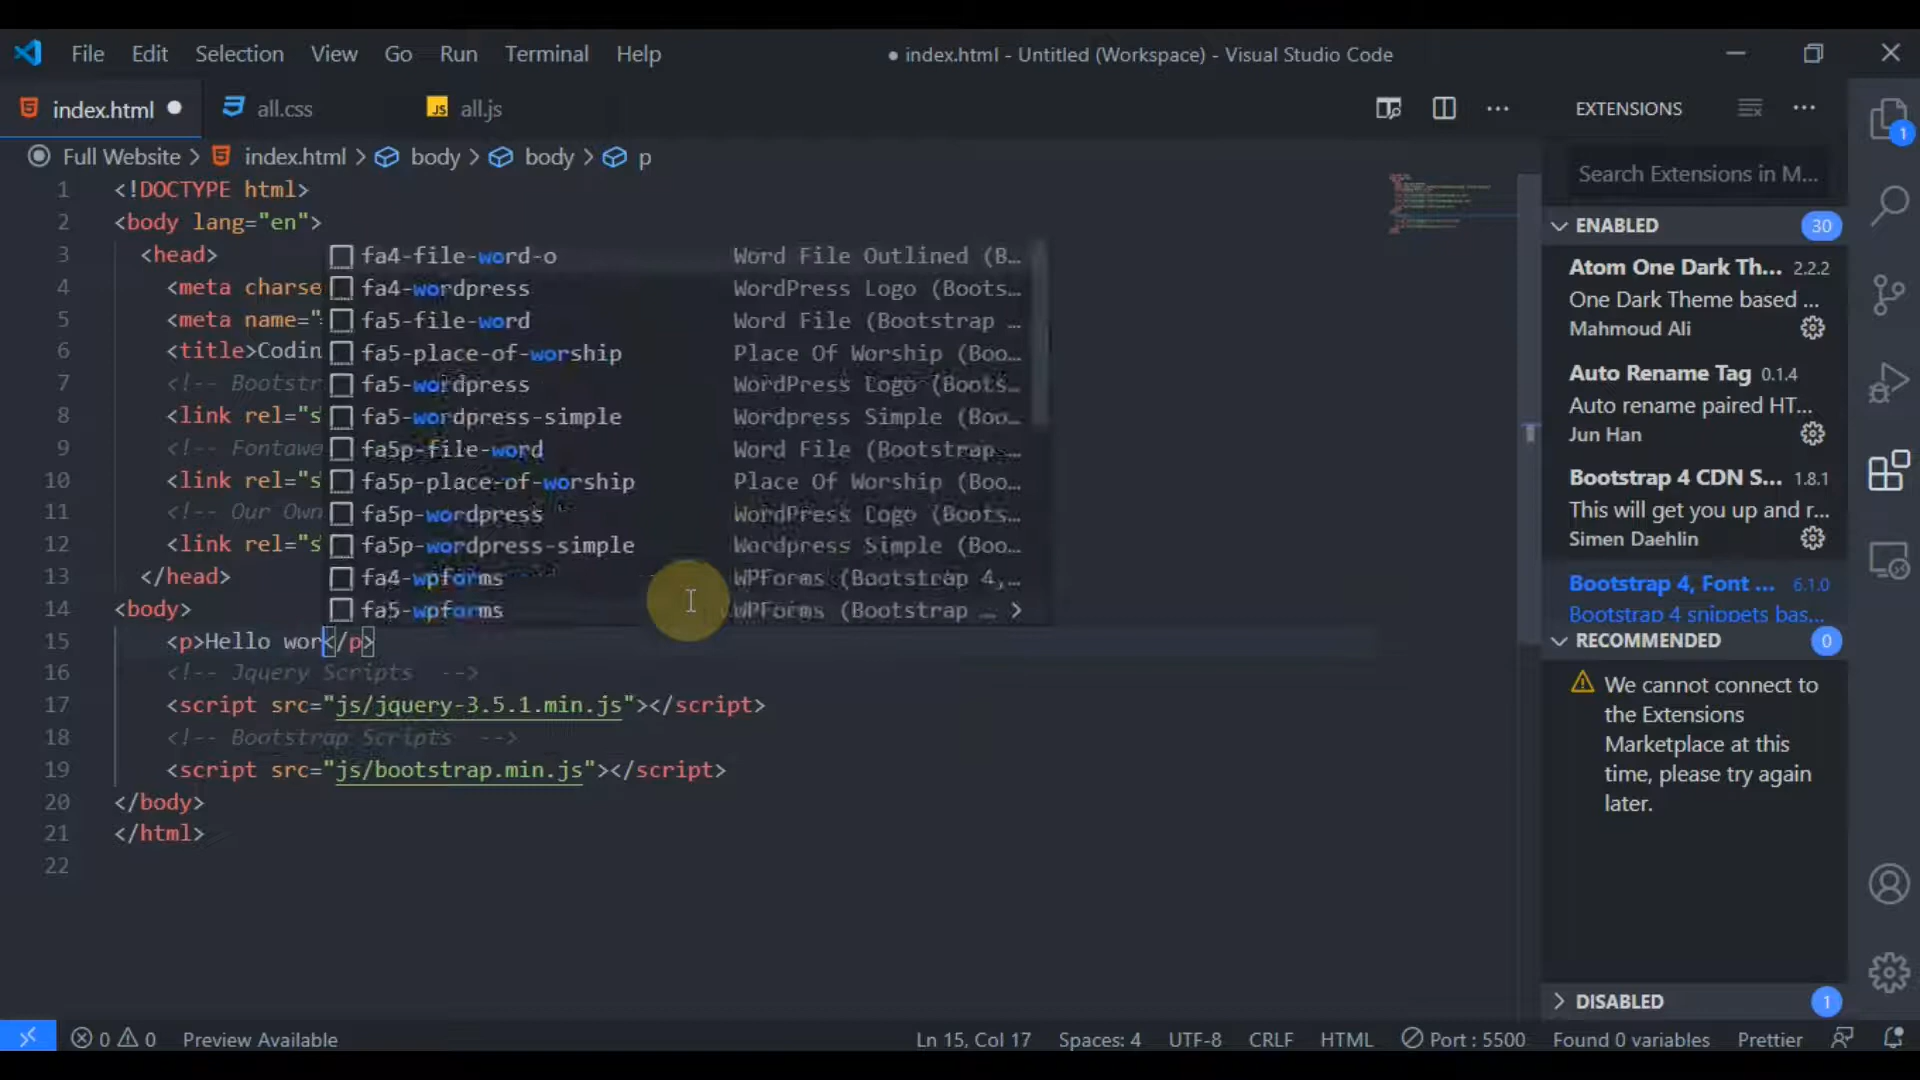 File Edit Selection View Go Run Terminal Help
● index.html - Untitled (Workspace) - Visual Studio Code
index.html ● all.css JS all.js
EXTENSIONS
1
Full Website > index.html > body > body > p
Search Extensions in M...
1 <!DOCTYPE html>
2 <body lang="en">
3 <head>
4 <meta charse
5 <meta name="
6 <title>Codin
7 <!-- Bootstr
8 <link rel="s
9 <!-- Fontawe
10 <link rel="s
11 <!-- Our Own
12 <link rel="s
13 </head>
14 <body>
15 <p>Hello wor</p>
16 <!-- Jquery Scripts -->
17 <script src="js/jquery-3.5.1.min.js"></script>
18 <!-- Bootstrap Scripts -->
19 <script src="js/bootstrap.min.js"></script>
20 </body>
21 </html>
22
fa4-file-word-o Word File Outlined (B…
fa4-wordpress WordPress Logo (Boots…
fa5-file-word Word File (Bootstrap …
fa5-place-of-worship Place Of Worship (Boo…
fa5-wordpress WordPress Logo (Boots…
fa5-wordpress-simple Wordpress Simple (Boo…
fa5p-file-word Word File (Bootstrap…
fa5p-place-of-worship Place Of Worship (Boo…
fa5p-wordpress WordPress Logo (Boots…
fa5p-wordpress-simple Wordpress Simple (Boo…
fa4-wpforms WPForms (Bootstrap 4,…
fa5-wpforms WPForms (Bootstrap … >
ENABLED 30
Atom One Dark Th... 2.2.2
One Dark Theme based ...
Mahmoud Ali
Auto Rename Tag 0.1.4
Auto rename paired HT...
Jun Han
Bootstrap 4 CDN S... 1.8.1
This will get you up and r...
Simen Daehlin
Bootstrap 4, Font ... 6.1.0
Bootstrap 4 snippets bas...
RECOMMENDED 0
We cannot connect to
the Extensions
Marketplace at this
time, please try again
later.
DISABLED 1
0 0 Preview Available
Ln 15, Col 17 Spaces: 4 UTF-8 CRLF HTML Port : 5500 Found 0 variables Prettier